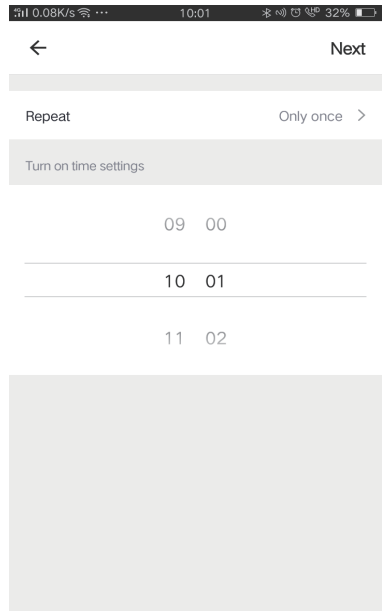 0.08K/s ... 10:01 HD 32%
Next
Repeat Only once >
Turn on time settings
09 00
10 01
11 02